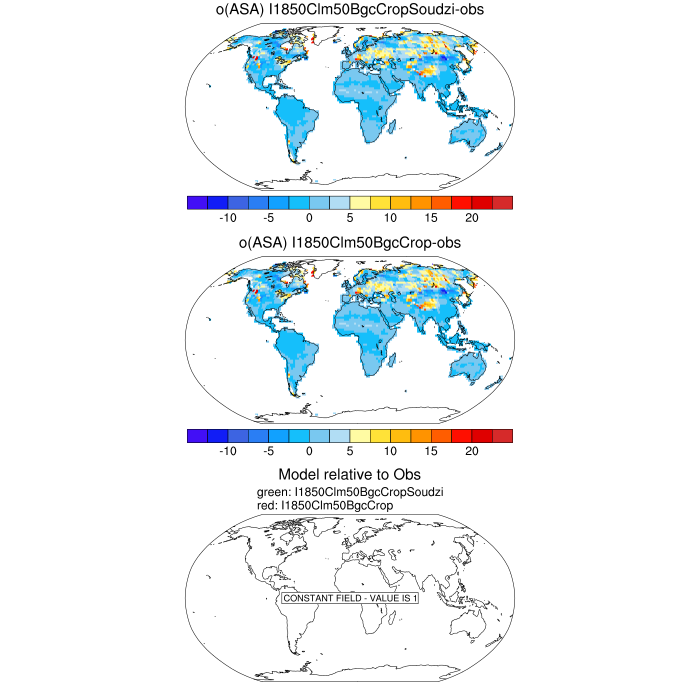 σ(ASA) I1850Clm50BgcCropSoudzi-obs
-10 -5 0 5 10 15 20
σ(ASA) I1850Clm50BgcCrop-obs
-10 -5 0 5 10 15 20
Model relative to Obs
green: I1850Clm50BgcCropSoudzi
red: I1850Clm50BgcCrop
CONSTANT FIELD - VALUE IS 1